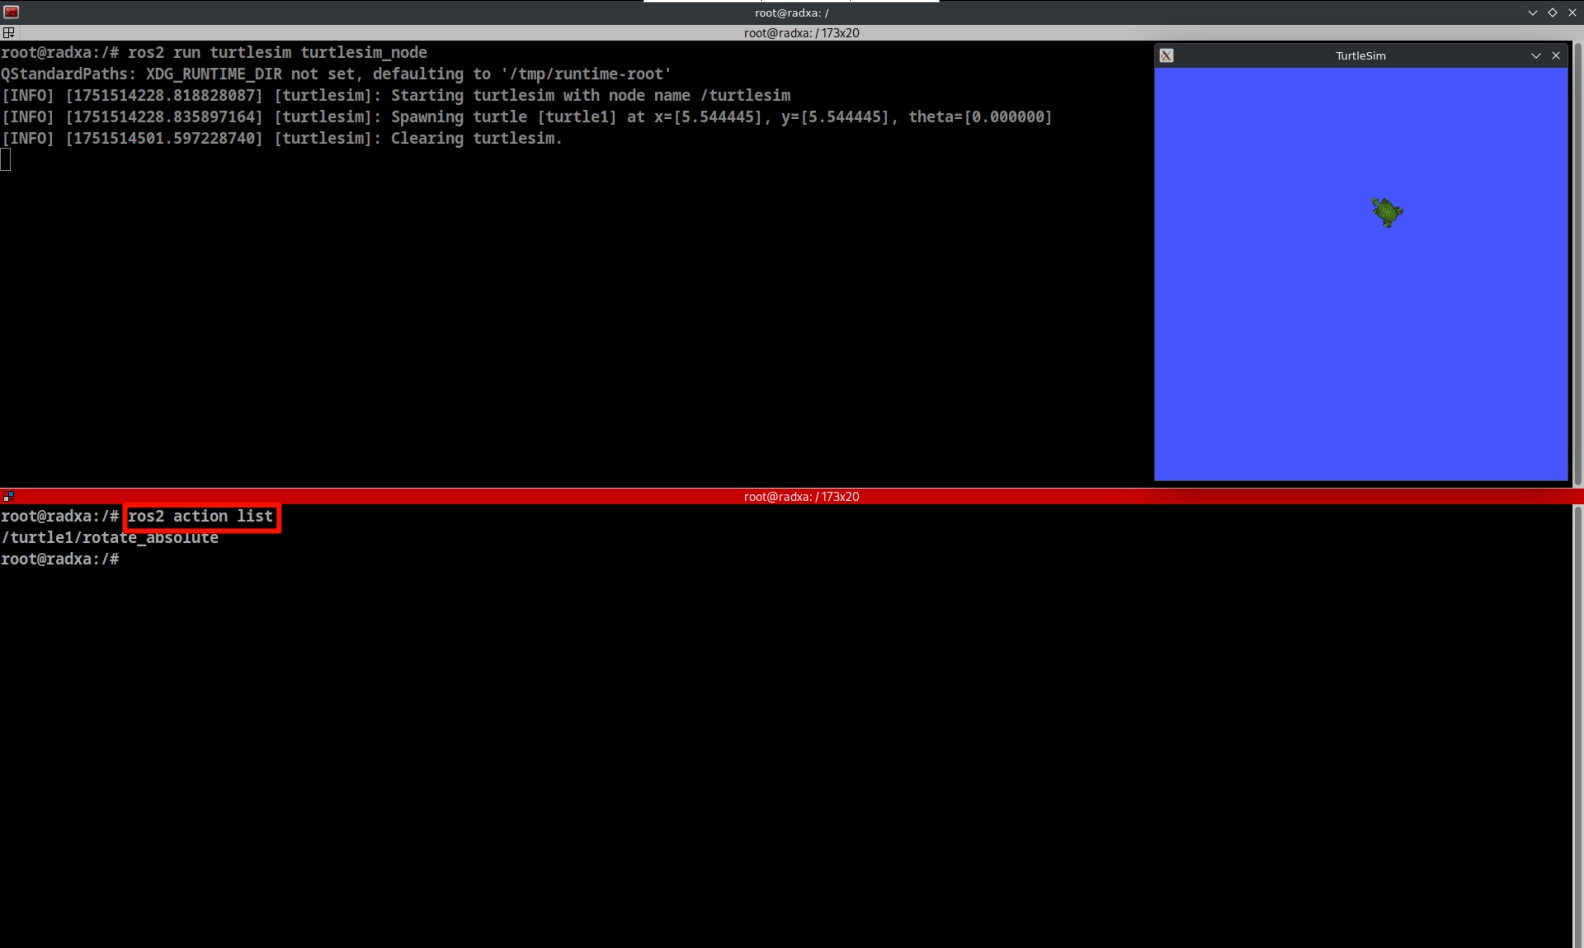 root@radxa: /
root@radxa: / 173x20
root@radxa:/# ros2 run turtlesim turtlesim_node
QStandardPaths: XDG_RUNTIME_DIR not set, defaulting to '/tmp/runtime-root'
[INFO] [1751514228.818828087] [turtlesim]: Starting turtlesim with node name /turtlesim
[INFO] [1751514228.835897164] [turtlesim]: Spawning turtle [turtle1] at x=[5.544445], y=[5.544445], theta=[0.000000]
[INFO] [1751514501.597228740] [turtlesim]: Clearing turtlesim.
TurtleSim
root@radxa: / 173x20
root@radxa:/# ros2 action list
/turtle1/rotate_absolute
root@radxa:/#